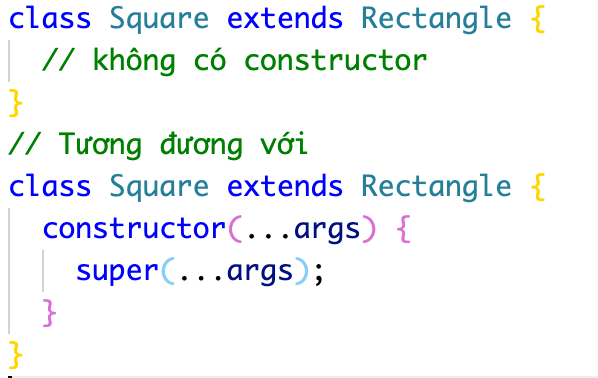 class Square extends Rectangle {
  // không có constructor
}
// Tương đương với
class Square extends Rectangle {
  constructor(...args) {
    super(...args);
  }
}